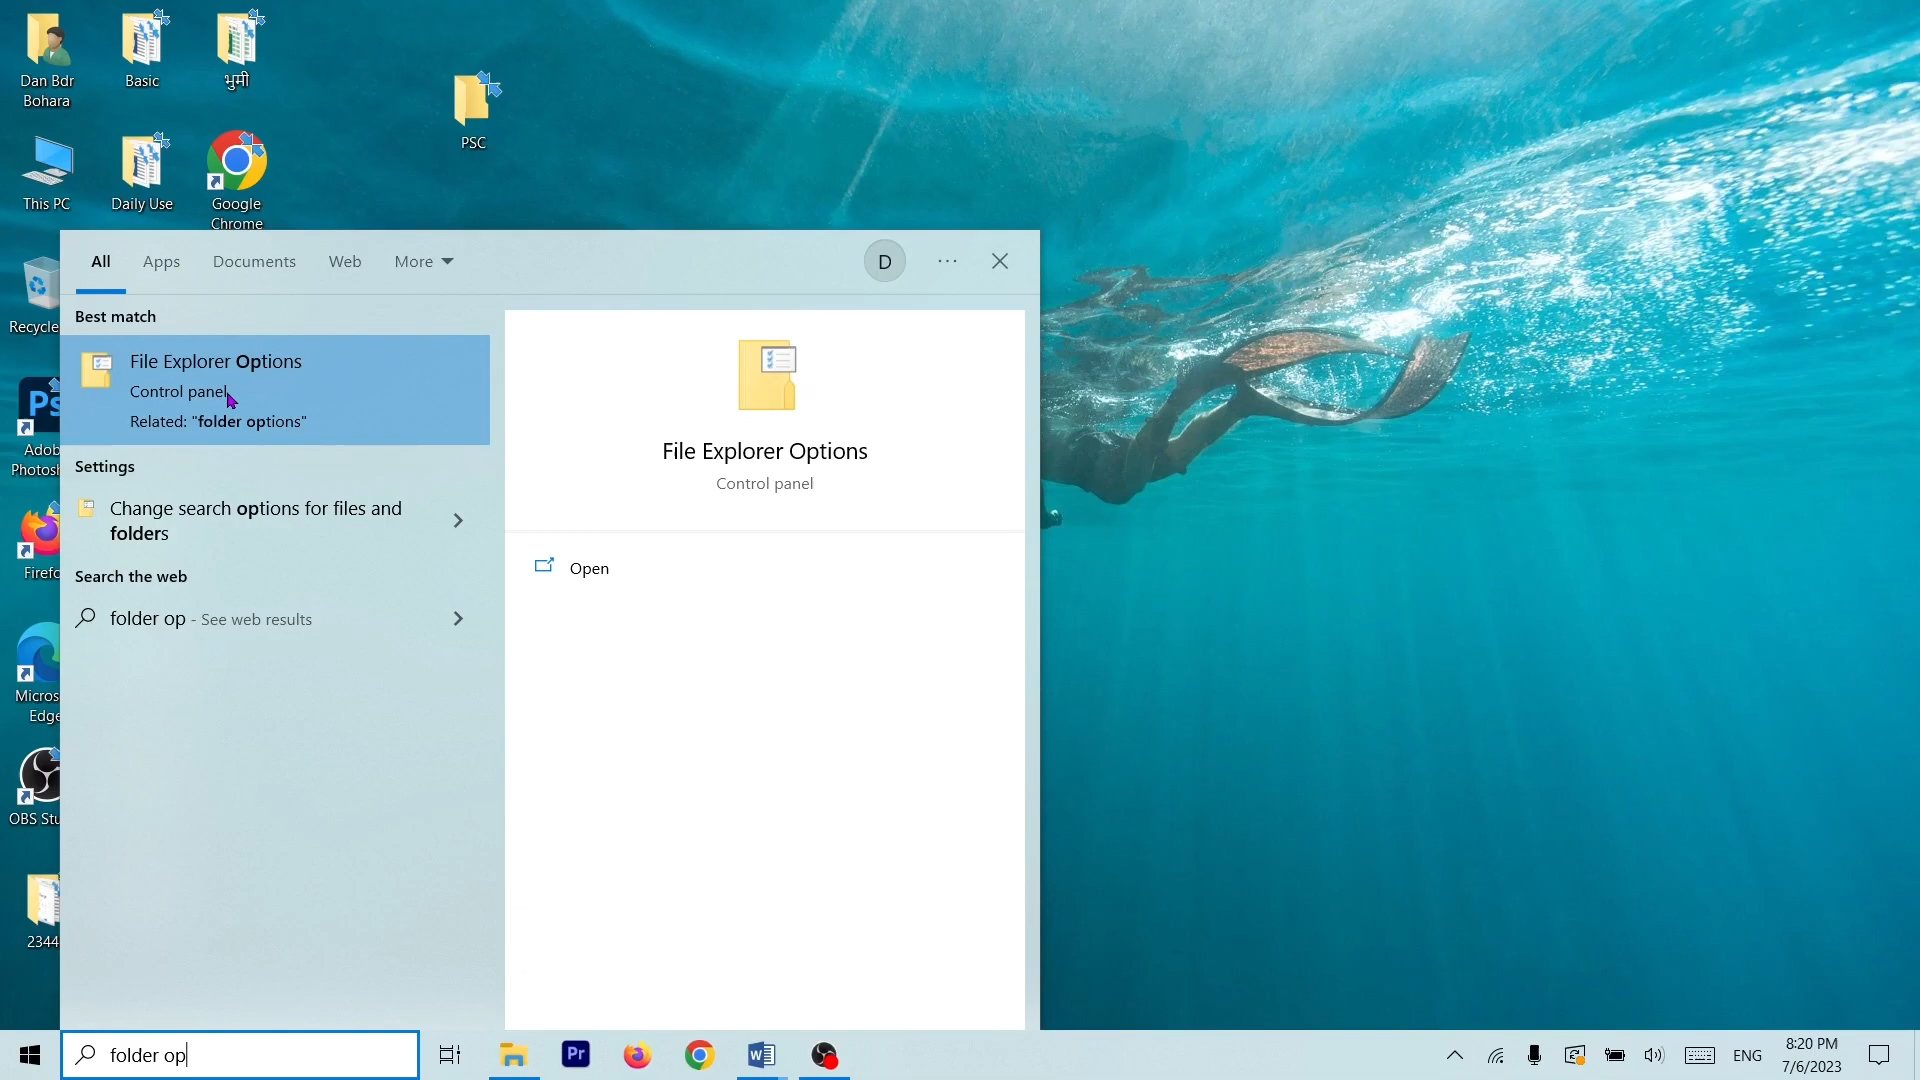 Dan Bdr
Bohara
Basic
भुमी
PSC
This PC
Daily Use
Google
Chrome
All
Apps
Documents
Web
More
D
Best match
File Explorer Options
Control panel
Related: "folder options"
Settings
Change search options for files and
folders
Search the web
folder op - See web results
File Explorer Options
Control panel
Open
Recycle
Ps
Adob
Photosh
Firefo
Micros
Edge
OBS Stu
2344
folder op
Pr
W
ENG
8:20 PM
7/6/2023